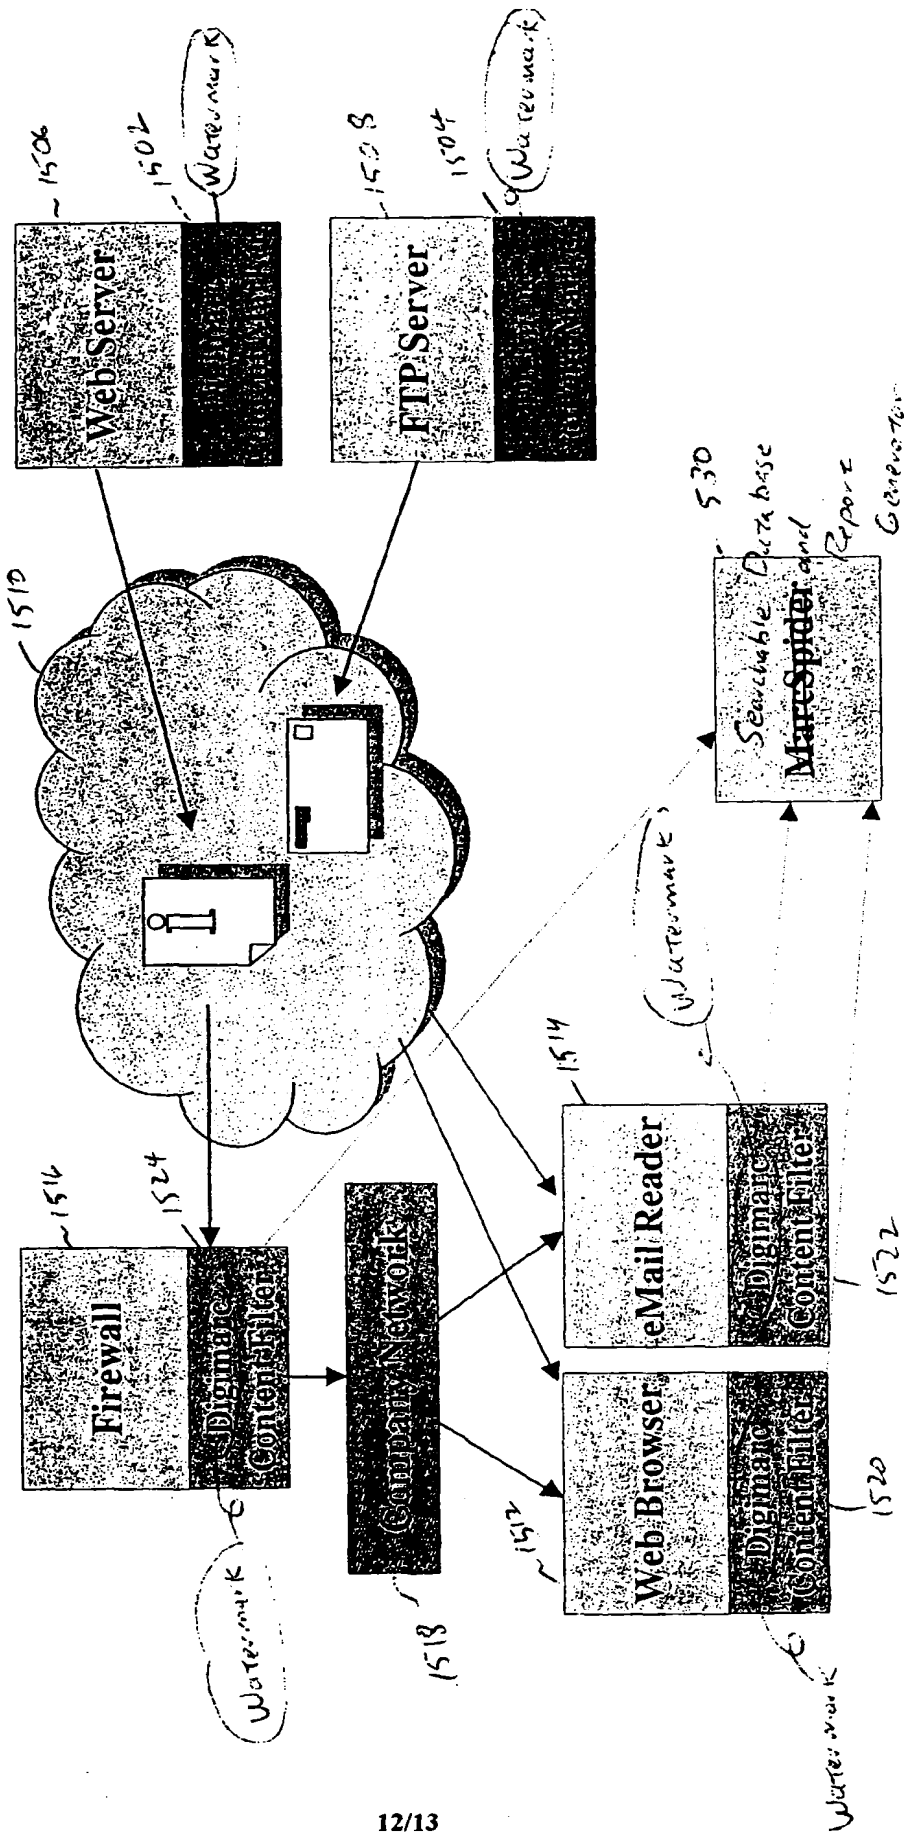 ~1516
Firewall
1524
Digimarc
Content Filter
Watermark
Company Network
1518
1510
~1506
Web Server
1502
Watermark
1508
FTP Server
1504
Watermark
1512
Web Browser
Digimarc
Content Filter
1520
Watermark
1514
eMail Reader
Digimarc
Content Filter
1522
Watermark
530
Searchable Database
MarcSpider and
Report
Generator
12/13